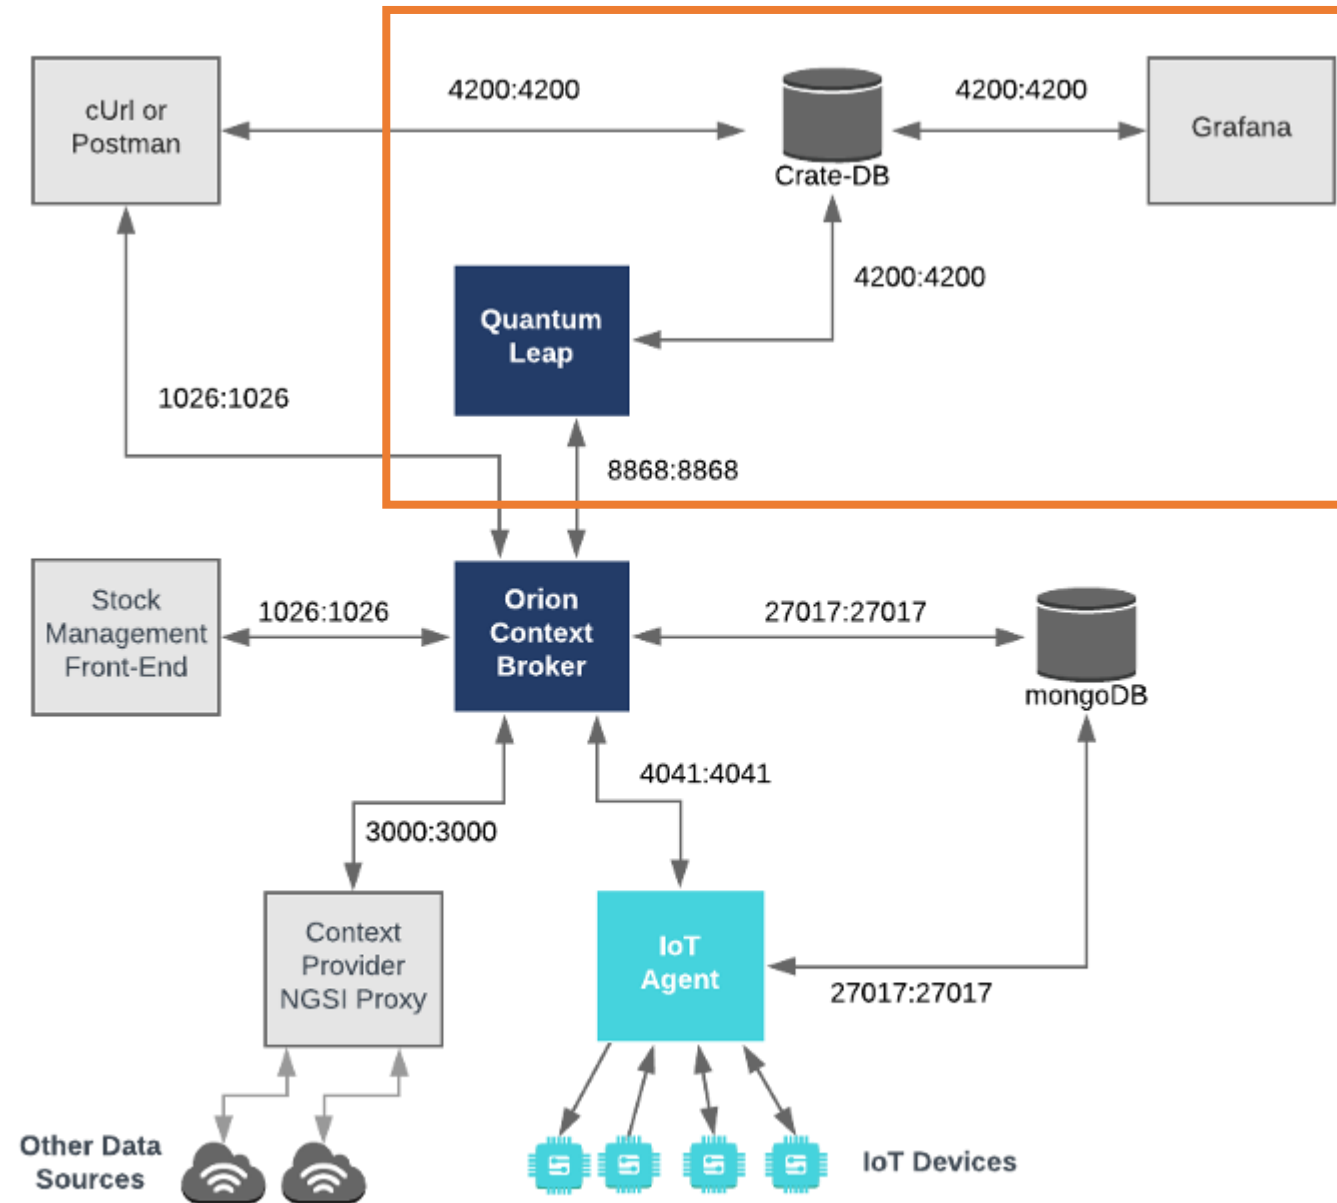 cUrl or
Postman
4200:4200
Crate-DB
4200:4200
Grafana
4200:4200
Quantum
Leap
1026:1026
8868:8868
Stock
Management
Front-End
1026:1026
Orion
Context
Broker
27017:27017
mongoDB
4041:4041
3000:3000
Context
Provider
NGSI Proxy
IoT
Agent
27017:27017
Other Data
Sources
IoT Devices